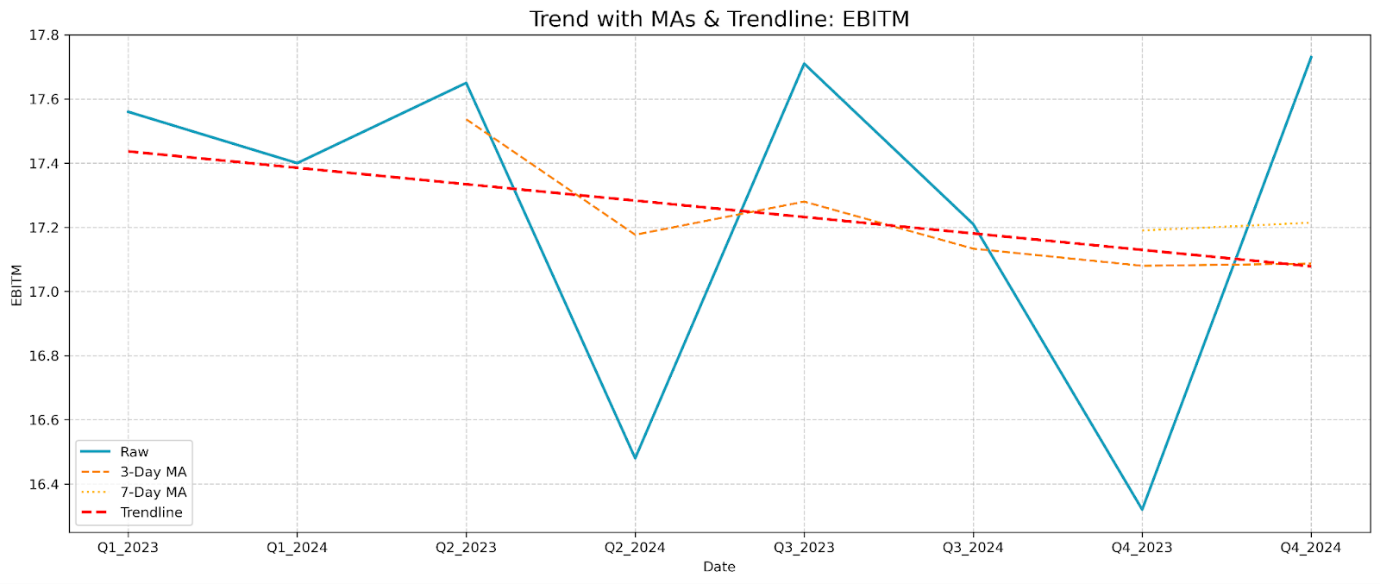 Trend with MAs & Trendline: EBITM
17.8
17.6
17.4
17.2
17.0
16.8
16.6
16.4
EBITM
Raw
3-Day MA
7-Day MA
Trendline
Q1_2023 Q1_2024 Q2_2023 Q2_2024 Q3_2023 Q3_2024 Q4_2023 Q4_2024
Date